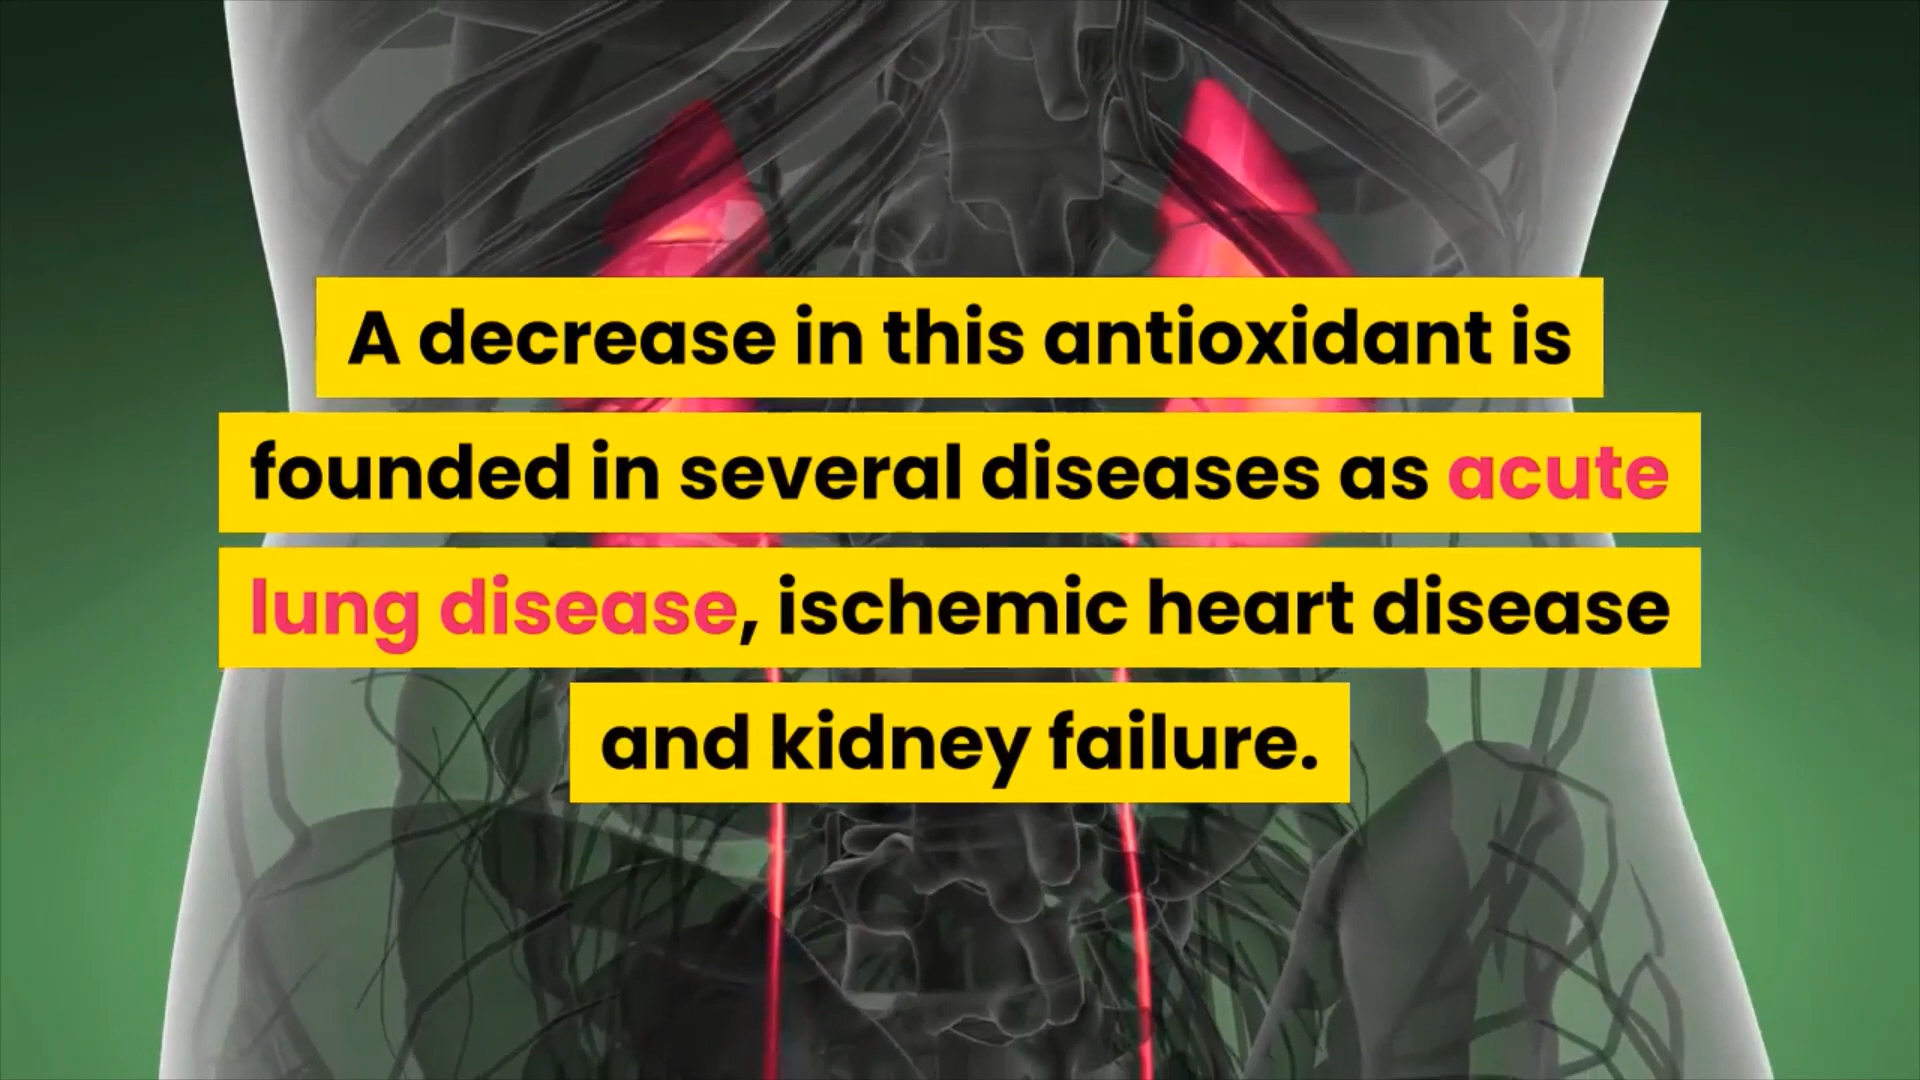 A decrease in this antioxidant is
founded in several diseases as acute
lung disease, ischemic heart disease
and kidney failure.